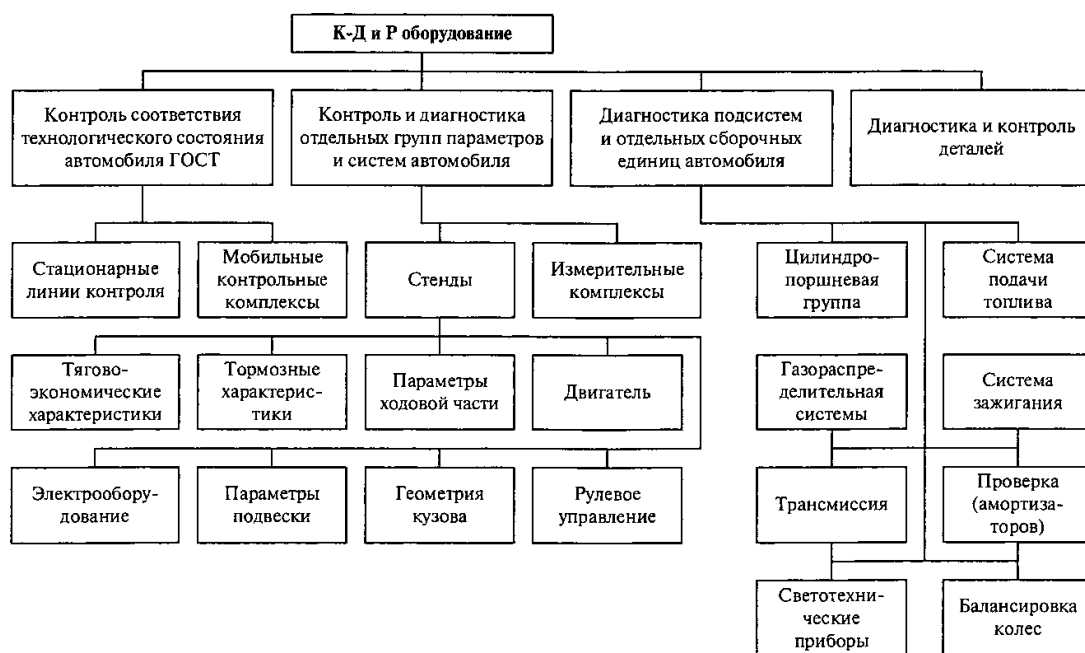 К-Д и Р оборудование
Контроль соответствия
технологического состояния
автомобиля ГОСТ
Контроль и диагностика
отдельных групп параметров
и систем автомобиля
Диагностика подсистем
и отдельных сборочных
единиц автомобиля
Диагностика и контроль
деталей
Стационарные
линии контроля
Мобильные
контрольные
комплексы
Стенды
Измерительные
комплексы
Цилиндро-
поршневая
группа
Система
подачи
топлива
Тягово-
экономические
характеристики
Тормозные
характерис-
тики
Параметры
ходовой части
Двигатель
Газораспре-
делительная
системы
Система
зажигания
Электрообору-
дование
Параметры
подвески
Геометрия
кузова
Рулевое
управление
Трансмиссия
Проверка
(амортиза-
торов)
Светотехни-
ческие
приборы
Балансировка
колес